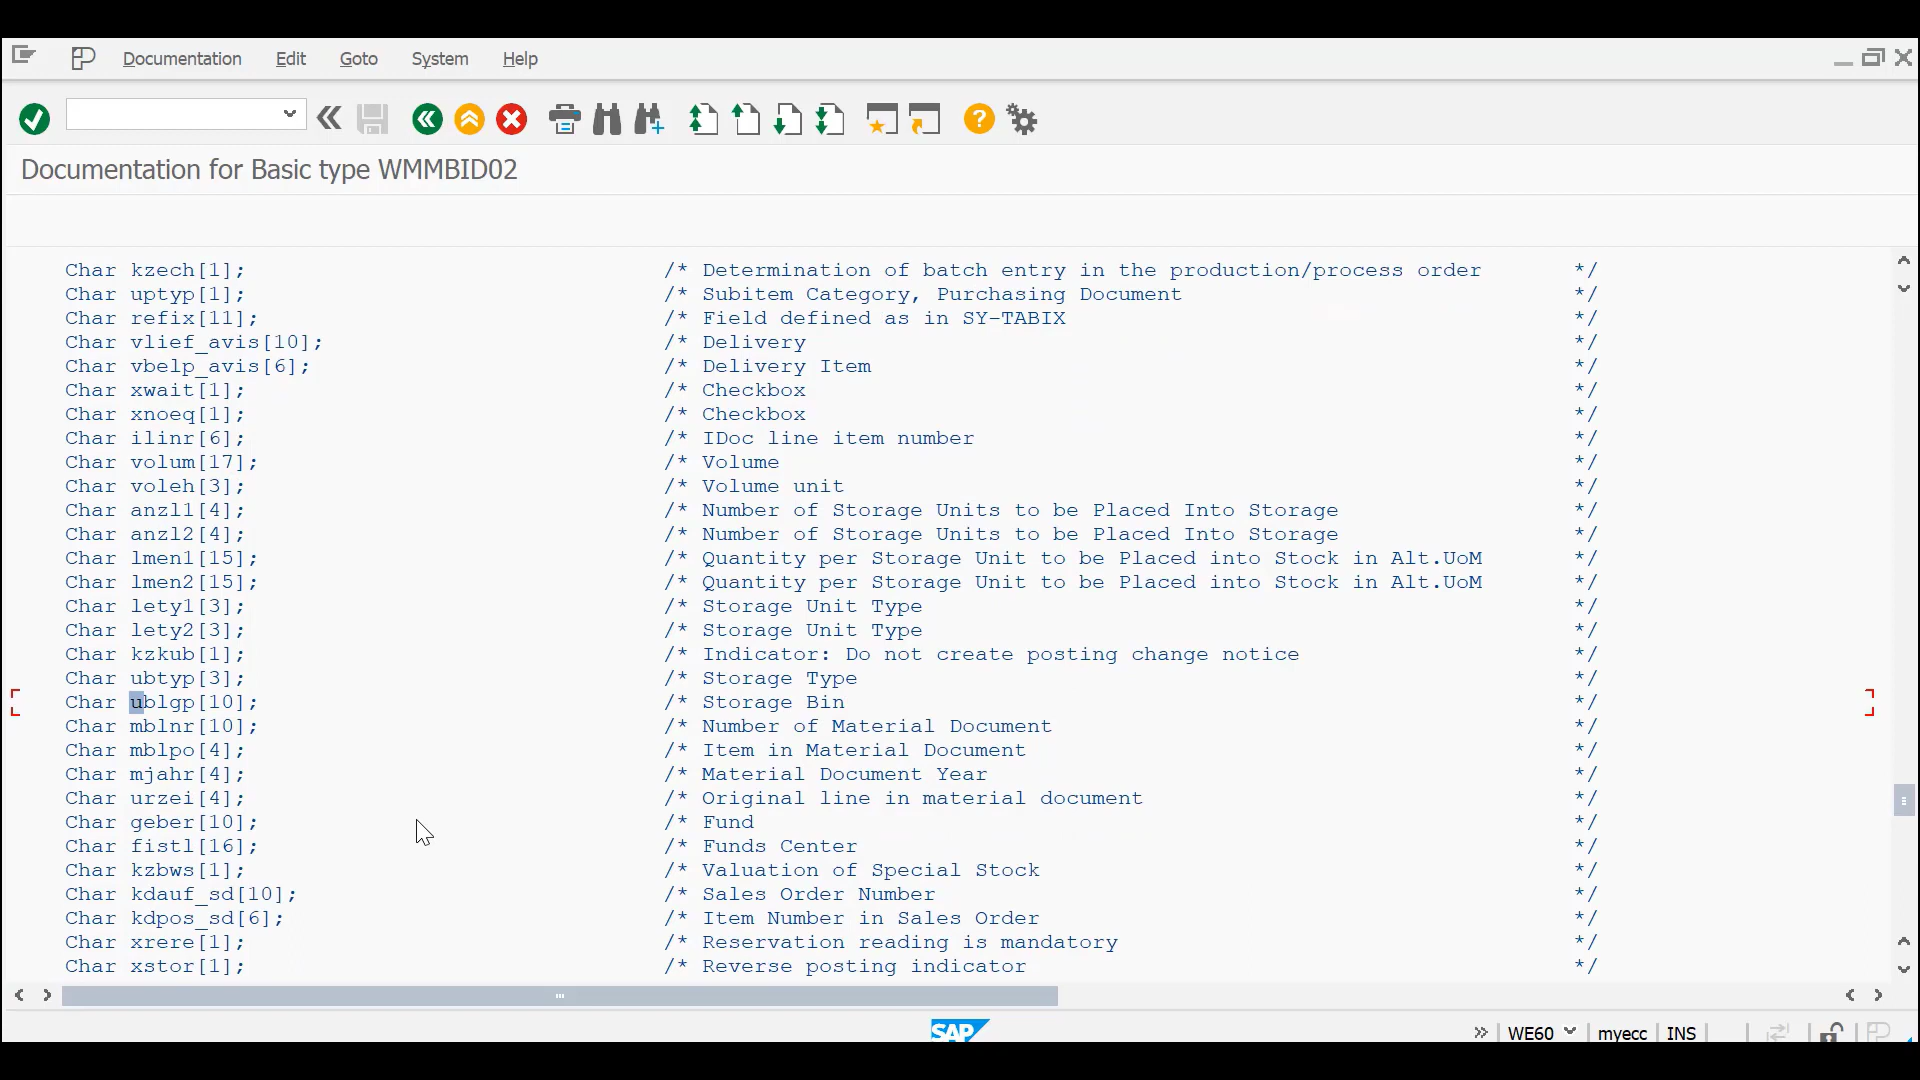 Documentation Edit Goto System Help
Documentation for Basic type WMMBID02
Char kzech[1]; /* Determination of batch entry in the production/process order */
Char uptyp[1]; /* Subitem Category, Purchasing Document */
Char refix[11]; /* Field defined as in SY-TABIX */
Char vlief_avis[10]; /* Delivery */
Char vbelp_avis[6]; /* Delivery Item */
Char xwait[1]; /* Checkbox */
Char xnoeq[1]; /* Checkbox */
Char ilinr[6]; /* IDoc line item number */
Char volum[17]; /* Volume */
Char voleh[3]; /* Volume unit */
Char anzl1[4]; /* Number of Storage Units to be Placed Into Storage */
Char anzl2[4]; /* Number of Storage Units to be Placed Into Storage */
Char lmen1[15]; /* Quantity per Storage Unit to be Placed into Stock in Alt.UoM */
Char lmen2[15]; /* Quantity per Storage Unit to be Placed into Stock in Alt.UoM */
Char lety1[3]; /* Storage Unit Type */
Char lety2[3]; /* Storage Unit Type */
Char kzkub[1]; /* Indicator: Do not create posting change notice */
Char ubtyp[3]; /* Storage Type */
Char ublgp[10]; /* Storage Bin */
Char mblnr[10]; /* Number of Material Document */
Char mblpo[4]; /* Item in Material Document */
Char mjahr[4]; /* Material Document Year */
Char urzei[4]; /* Original line in material document */
Char geber[10]; /* Fund */
Char fistl[16]; /* Funds Center */
Char kzbws[1]; /* Valuation of Special Stock */
Char kdauf_sd[10]; /* Sales Order Number */
Char kdpos_sd[6]; /* Item Number in Sales Order */
Char xrere[1]; /* Reservation reading is mandatory */
Char xstor[1]; /* Reverse posting indicator */
SAP WE60 myecc INS